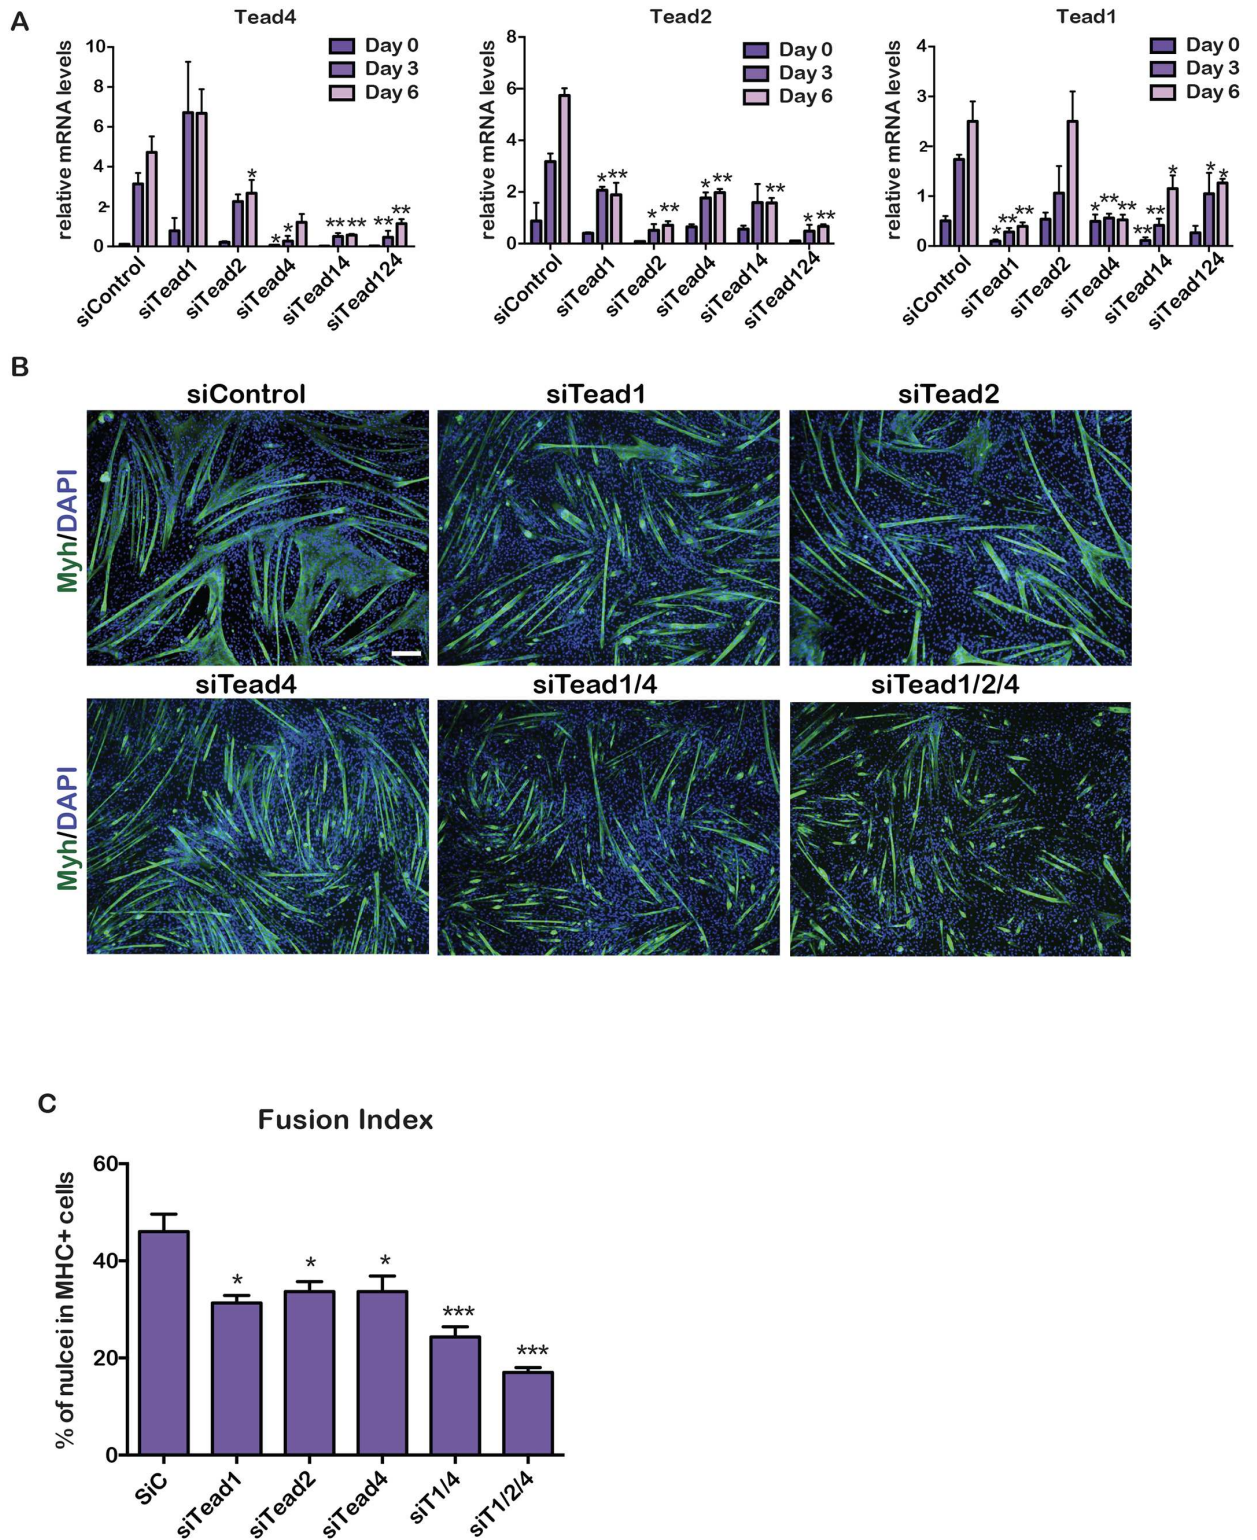 A
Tead4
relative mRNA levels
10
8
6
4
2
0
Day 0
Day 3
Day 6
*
* *
** **
** **
siControl
siTead1
siTead2
siTead4
siTead14
siTead124
Tead2
relative mRNA levels
8
6
4
2
0
Day 0
Day 3
Day 6
* **
* **
* **
**
* **
siControl
siTead1
siTead2
siTead4
siTead14
siTead124
Tead1
relative mRNA levels
4
3
2
1
0
Day 0
Day 3
Day 6
* ** **
* ** **
** ** *
* *
siControl
siTead1
siTead2
siTead4
siTead14
siTead124
B
siControl
siTead1
siTead2
Myh/DAPI
siTead4
siTead1/4
siTead1/2/4
Myh/DAPI
C
Fusion Index
% of nulcei in MHC+ cells
60
40
20
0
*
*
*
***
***
SiC
siTead1
siTead2
siTead4
siT1/4
siT1/2/4